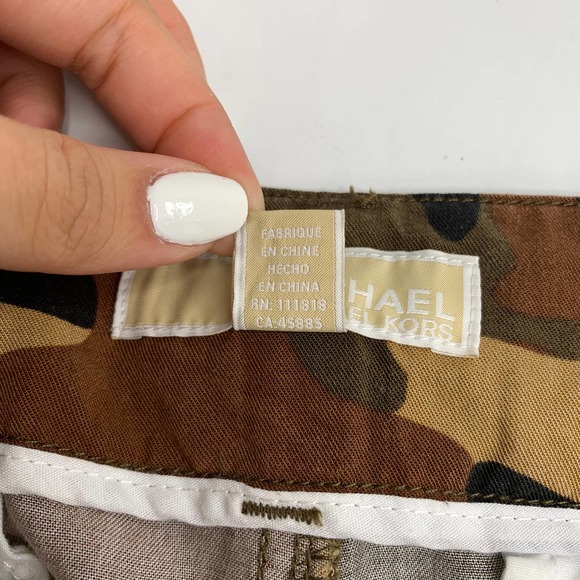 FABRIQUE
EN CHINE
HECHO
EN CHINA
RN: 111818
CA:45885
HAEL
EL KORS